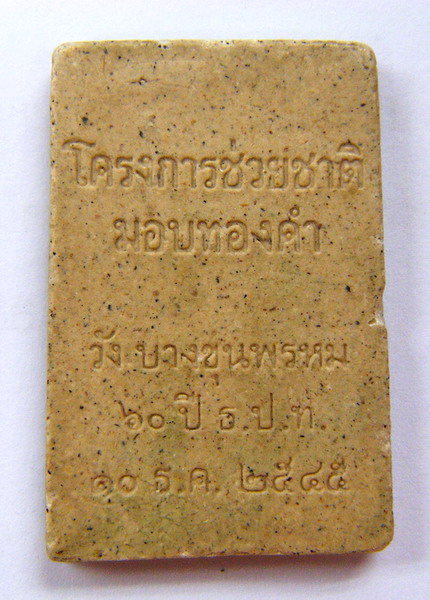 โครงการช่วยชาติ
มอบทองคำ
วัง บางขุนพรหม
๖๐ ปี ธ.ป.ท.
๑๐ ธ.ค. ๒๕๔๕